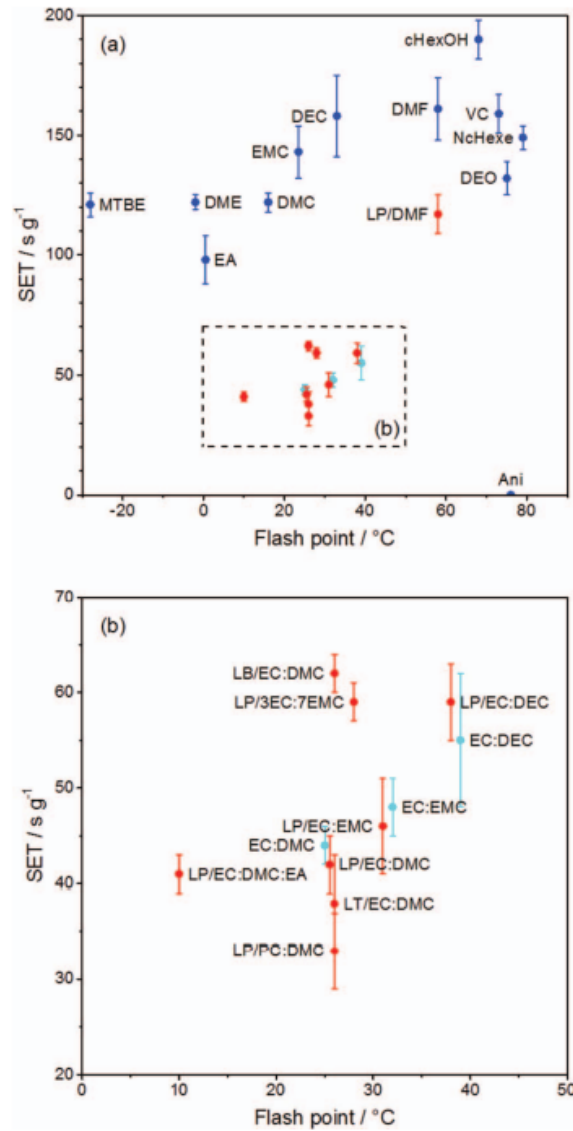 (a)
200
150
100
50
0
SET / s g⁻¹
cHexOH
DEC
DMF
VC
EMC
NcHexe
DEO
MTBE
DME
DMC
LP/DMF
EA
(b)
Ani
-20 0 20 40 60 80
Flash point / °C
(b)
70
60
50
40
30
20
SET / s g⁻¹
LB/EC:DMC
LP/3EC:7EMC
LP/EC:DEC
EC:DEC
EC:EMC
LP/EC:EMC
EC:DMC
LP/EC:DMC
LP/EC:DMC:EA
LT/EC:DMC
LP/PC:DMC
0 10 20 30 40 50
Flash point / °C